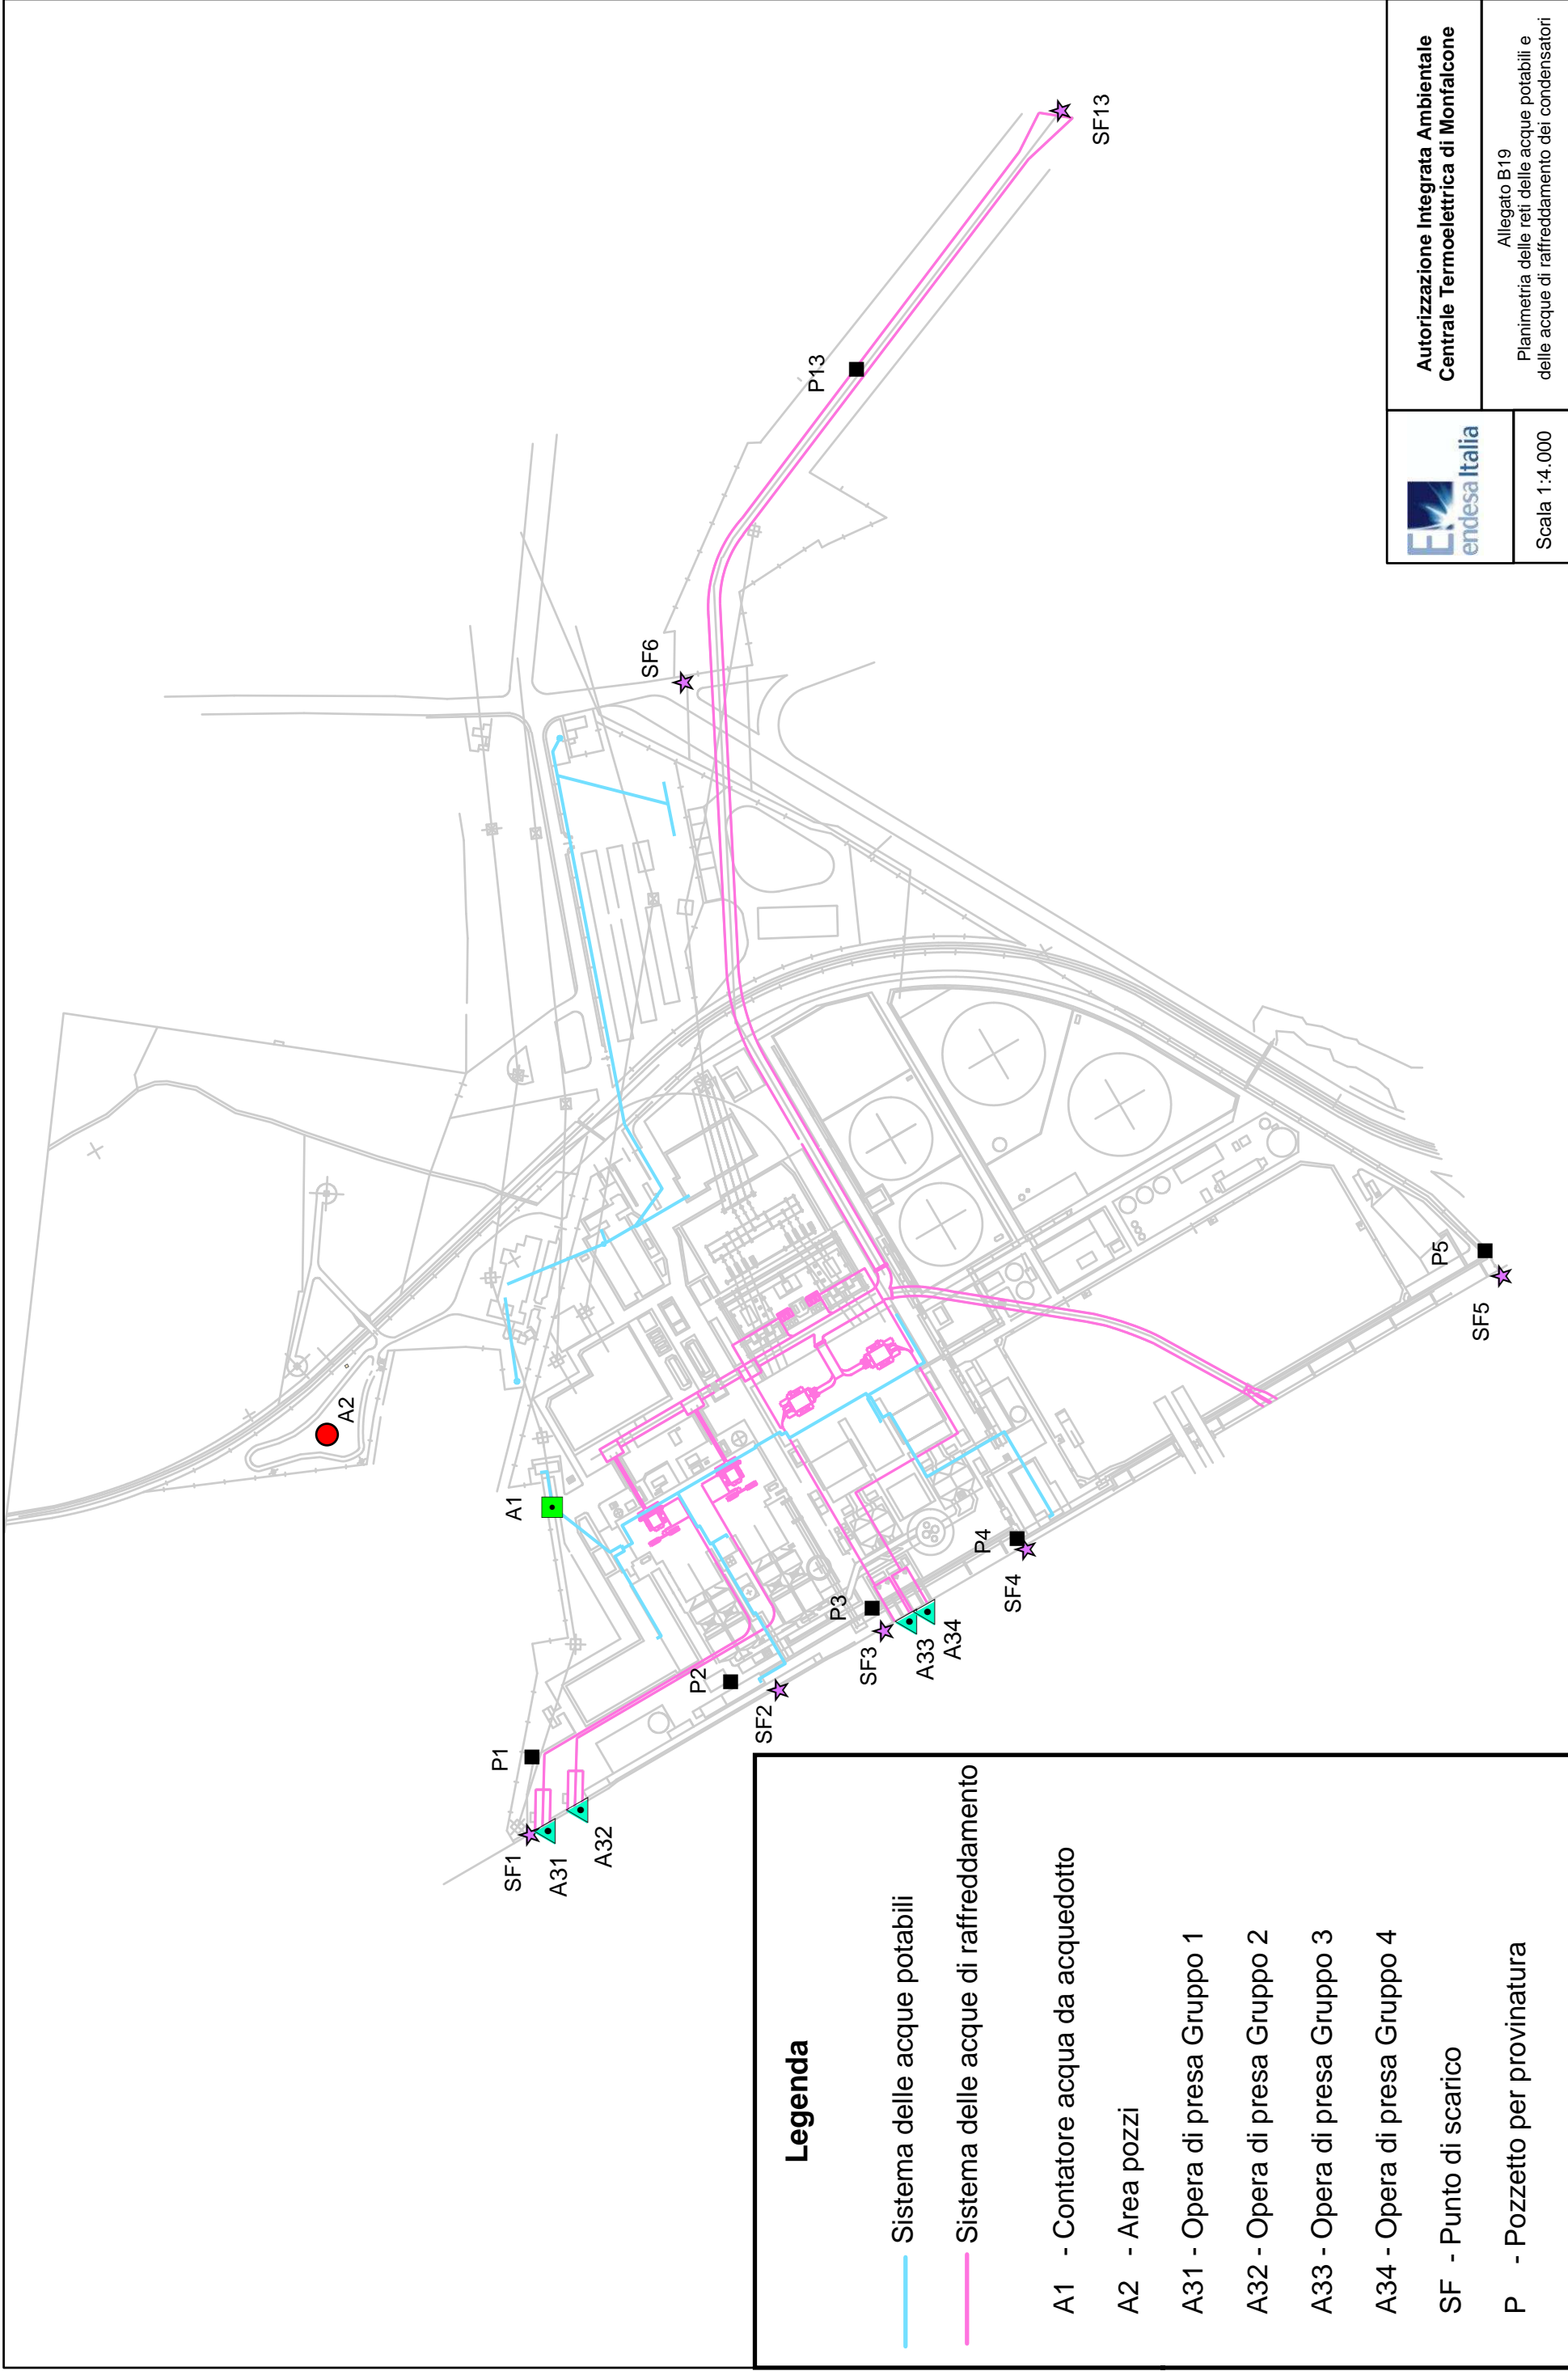 SF1
A31
A32
P1
P2
SF2
A1
A2
P3
SF3
A33
A34
P4
SF4
P5
SF5
SF6
P13
SF13
Legenda
Sistema delle acque potabili
Sistema delle acque di raffreddamento
A1 - Contatore acqua da acquedotto
A2 - Area pozzi
A31 - Opera di presa Gruppo 1
A32 - Opera di presa Gruppo 2
A33 - Opera di presa Gruppo 3
A34 - Opera di presa Gruppo 4
SF - Punto di scarico
P - Pozzetto per provinatura
endesa Italia
Scala 1:4.000
Autorizzazione Integrata Ambientale
Centrale Termoelettrica di Monfalcone
Allegato B19
Planimetria delle reti delle acque potabili e
delle acque di raffreddamento dei condensatori